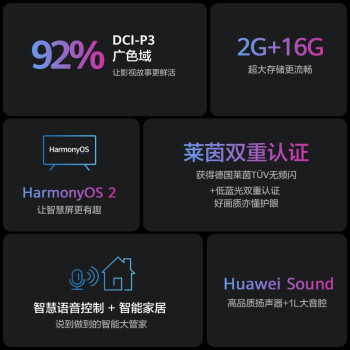 92%
DCI-P3
广色域
让影视故事更鲜活
2G+16G
超大存储更流畅
HarmonyOS
HarmonyOS 2
让智慧屏更有趣
莱茵双重认证
获得德国莱茵TÜV无频闪
+低蓝光双重认证
好画质亦懂护眼
智慧语音控制 + 智能家居
说到做到的智能大管家
Huawei Sound
高品质扬声器+1L大音腔